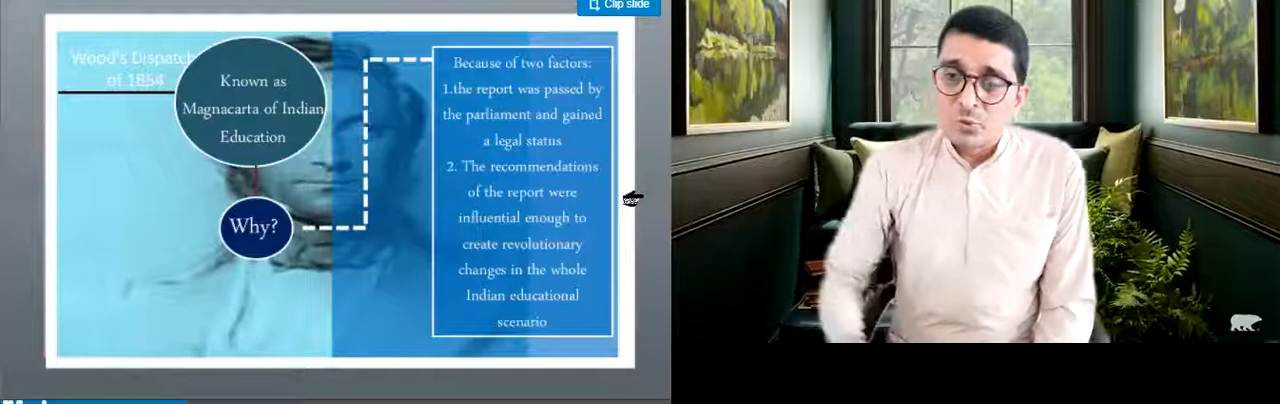 Clip slide
Wood's Dispatch
of 1854
Known as
Magnacarta of Indian
Education
Why?
Because of two factors:
1.the report was passed by
the parliament and gained
a legal status
2. The recommendations
of the report were
influential enough to
create revolutionary
changes in the whole
Indian educational
scenario